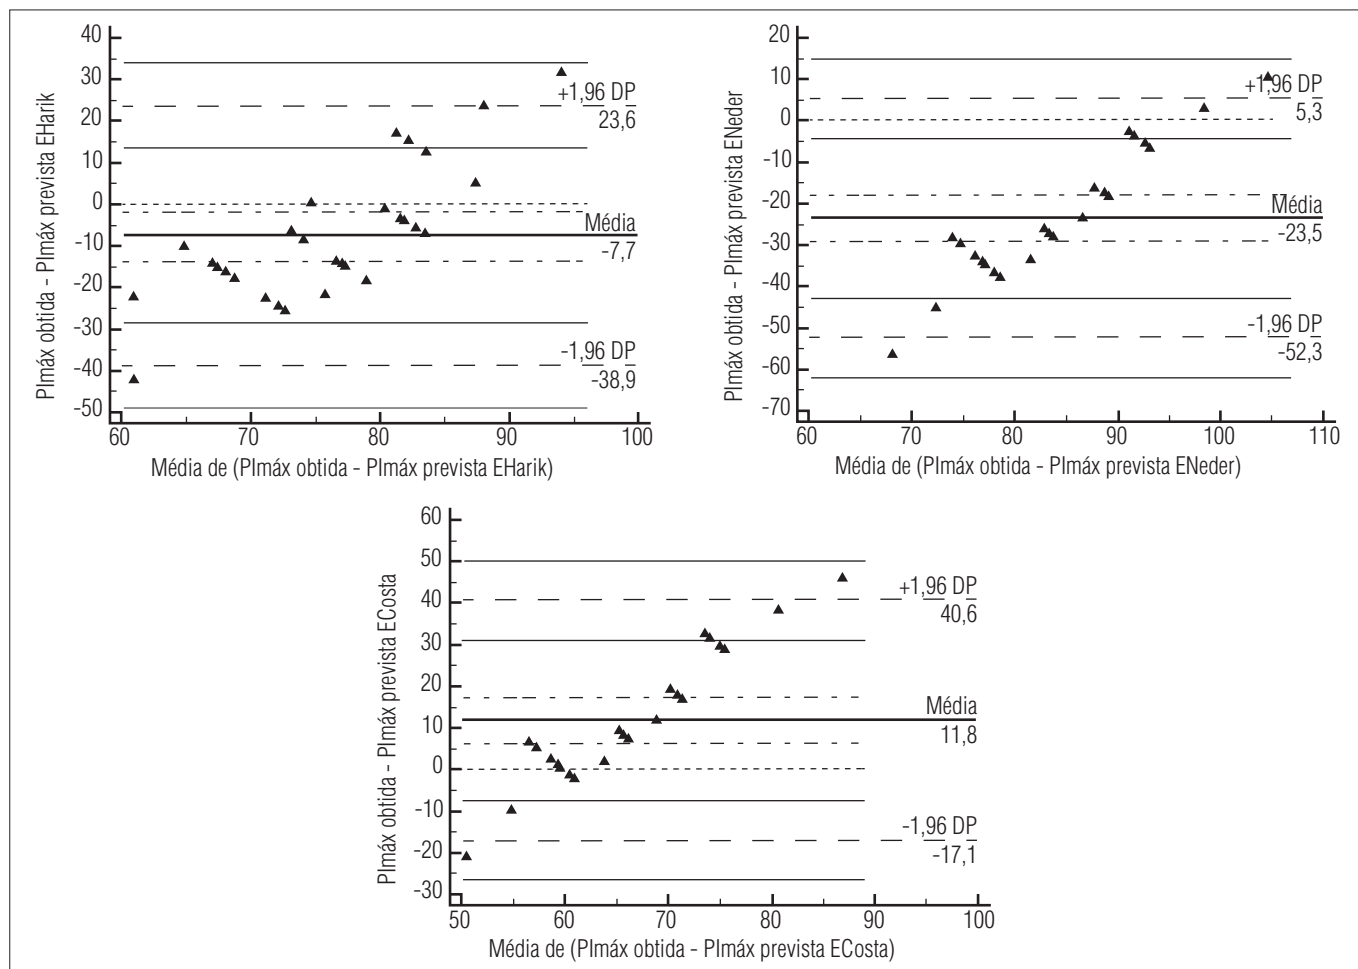 PImáx obtida - PImáx prevista EHarik
40
30
20
10
0
-10
-20
-30
-40
-50
+1,96 DP
23,6
Média
-7,7
-1,96 DP
-38,9
60 70 80 90 100
Média de (PImáx obtida - PImáx prevista EHarik)
PImáx obtida - PImáx prevista ENeder
20
10
0
-10
-20
-30
-40
-50
-60
-70
+1,96 DP
5,3
Média
-23,5
-1,96 DP
-52,3
60 70 80 90 100 110
Média de (PImáx obtida - PImáx prevista ENeder)
PImáx obtida - PImáx prevista ECosta
60
50
40
30
20
10
0
-10
-20
-30
+1,96 DP
40,6
Média
11,8
-1,96 DP
-17,1
50 60 70 80 90 100
Média de (PImáx obtida - PImáx prevista ECosta)